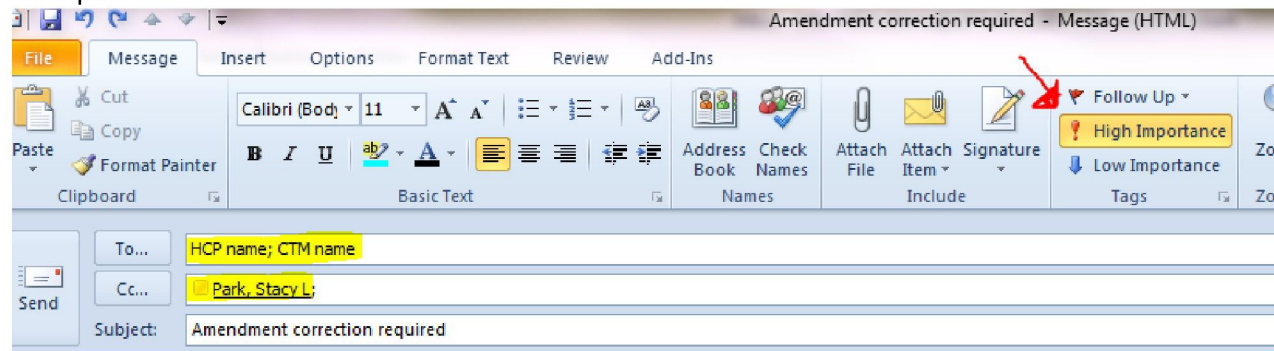 Amendment correction required - Message (HTML)
File Message Insert Options Format Text Review Add-Ins
Cut
Copy
Paste
Format Painter
Clipboard
Calibri (Body 11 A A Aa
B I U ab A
Basic Text
Address Book
Check Names
Names
Attach File
Attach Item
Signature
Include
Follow Up
High Importance
Low Importance
Tags
To... HCP name; CTM name
Send
Cc... Park, Stacy L;
Subject: Amendment correction required